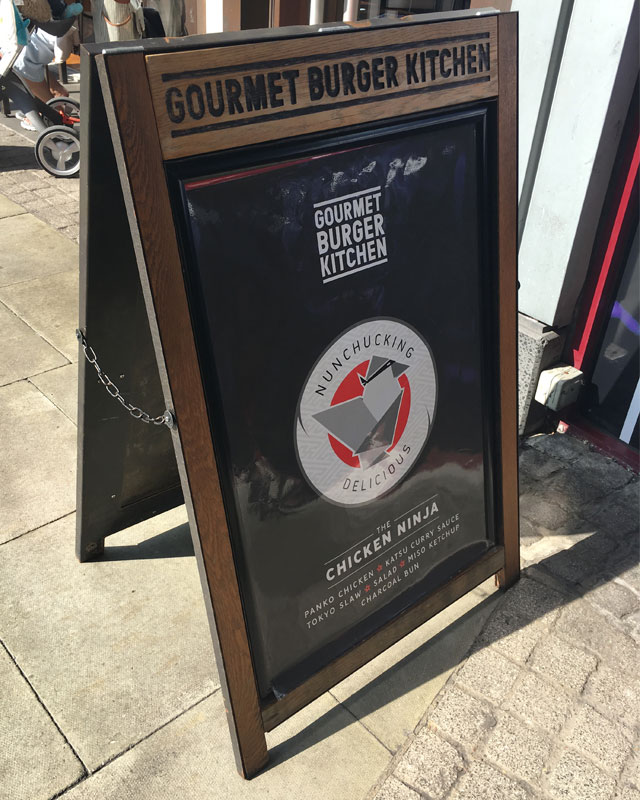 GOURMET BURGER KITCHEN
GOURMET
BURGER
KITCHEN
NUNCHUCKING
DELICIOUS
THE
CHICKEN NINJA
PANKO CHICKEN ☆ KATSU CURRY SAUCE
TOKYO SLAW ☆ SALAD ☆ MISO KETCHUP
CHARCOAL BUN